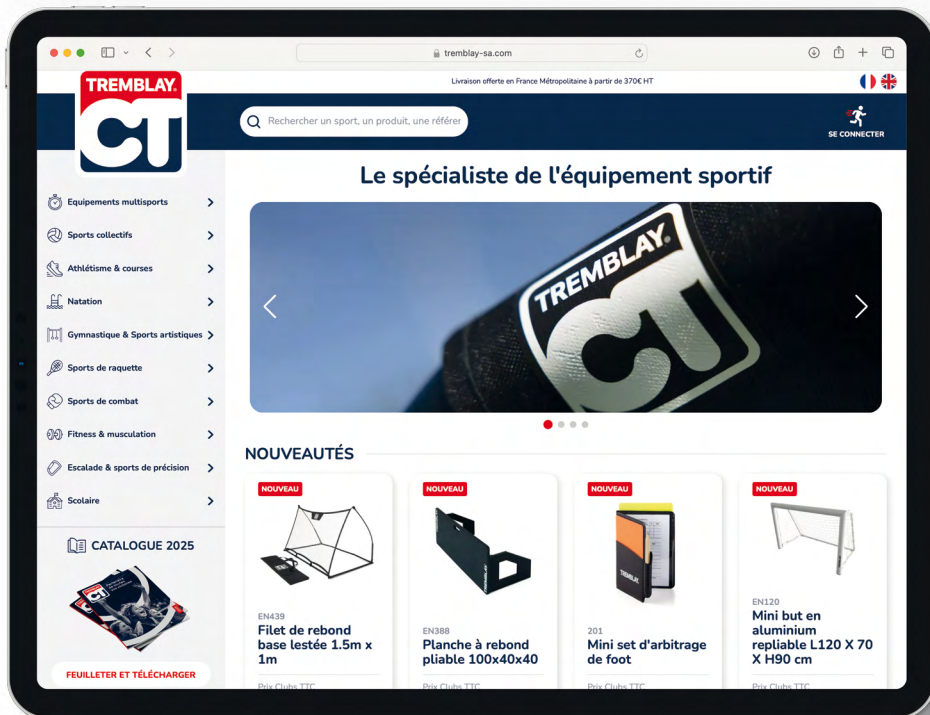 tremblay-sa.com
Livraison offerte en France Métropolitaine à partir de 370€ HT
TREMBLAY
CT
Rechercher un sport, un produit, une référer
SE CONNECTER
Equipements multisports
Sports collectifs
Athlétisme & courses
Natation
Gymnastique & Sports artistiques
Sports de raquette
Sports de combat
Fitness & musculation
Escalade & sports de précision
Scolaire
CATALOGUE 2025
CT
FEUILLETER ET TÉLÉCHARGER
Le spécialiste de l'équipement sportif
TREMBLAY
CT
NOUVEAUTÉS
NOUVEAU
EN439
Filet de rebond
base lestée 1.5m x
1m
Prix Clubs TTC
NOUVEAU
TREMBLAY
EN388
Planche à rebond
pliable 100x40x40
Prix Clubs TTC
NOUVEAU
TREMBLAY
201
Mini set d'arbitrage
de foot
Prix Clubs TTC
NOUVEAU
EN120
Mini but en
aluminium
repliable L120 X 70
X H90 cm
Prix Clubs TTC